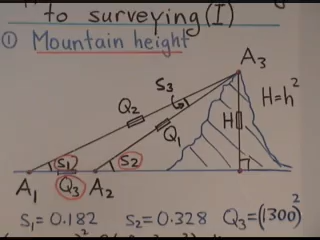 to surveying (I)
① Mountain height
A₃
S₃
Q₂
Q₁
H
H=h²
S₁
S₂
Q₃
A₁
A₂
S₁=0.182 S₂=0.328 Q₃=(1300)²